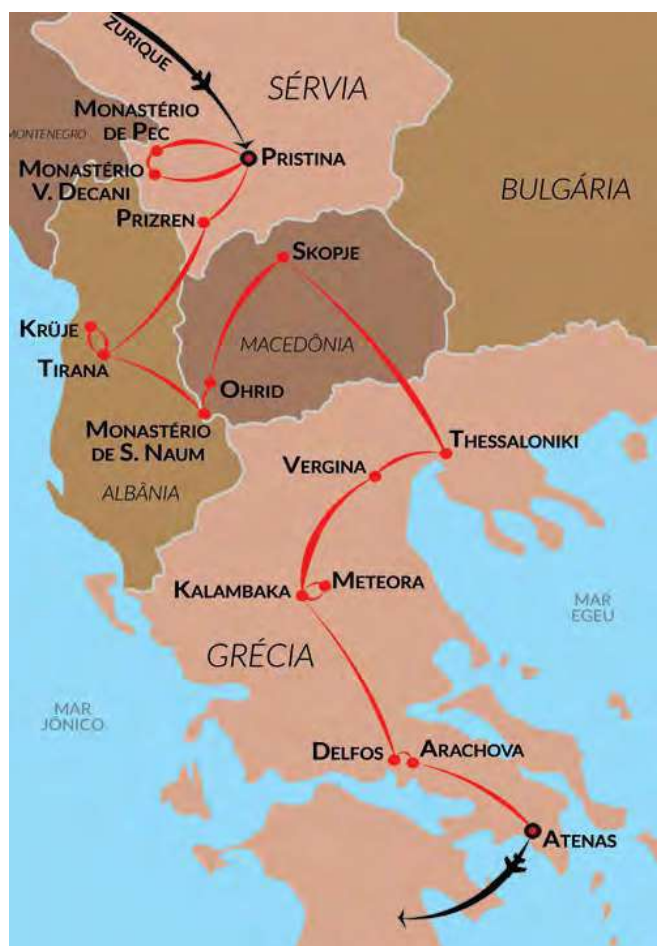 ZURIQUE
SÉRVIA
MONASTÉRIO
DE PEC
MONTENEGRO
PRISTINA
MONASTÉRIO
V. DECANI
BULGÁRIA
PRIZREN
SKOPJE
KRÜJE
MACEDÔNIA
TIRANA
OHRID
MONASTÉRIO
DE S. NAUM
THESSALONIKI
VERGINA
ALBÂNIA
METEORA
KALAMBAKA
MAR
EGEU
GRÉCIA
MAR
JÔNICO
DELFOS
ARACHOVA
ATENAS